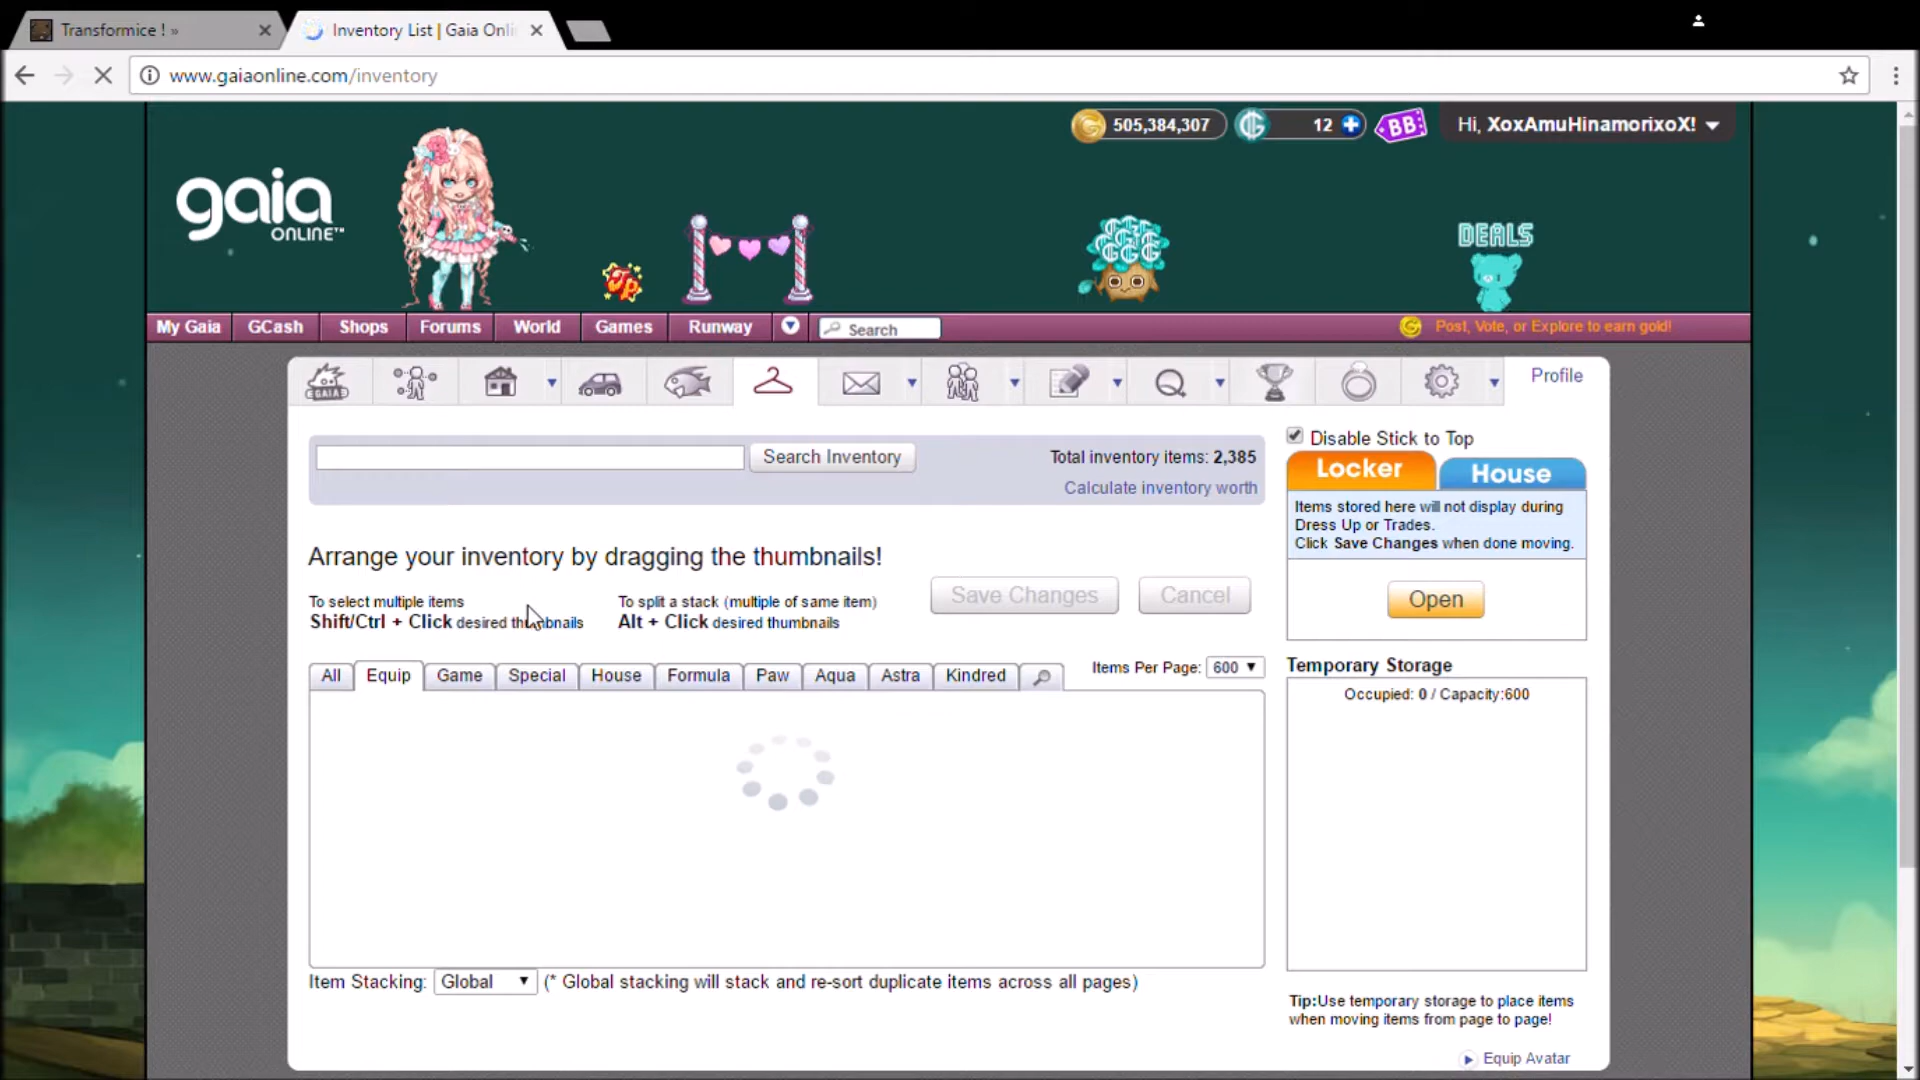 Transformice ! »
Inventory List | Gaia Onli
www.gaiaonline.com/inventory
505,384,307
12
BB
Hi, XoxAmuHinamorixoX!
gaia
ONLINE™
Tp
GGG
DEALS
My Gaia
GCash
Shops
Forums
World
Games
Runway
Search
Post, Vote, or Explore to earn gold!
GAIA
Profile
Search Inventory
Total inventory items: 2,385
Calculate inventory worth
Disable Stick to Top
Locker
House
Items stored here will not display during
Dress Up or Trades.
Click Save Changes when done moving.
Open
Arrange your inventory by dragging the thumbnails!
To select multiple items
Shift/Ctrl + Click desired thumbnails
To split a stack (multiple of same item)
Alt + Click desired thumbnails
Save Changes
Cancel
All
Equip
Game
Special
House
Formula
Paw
Aqua
Astra
Kindred
Items Per Page: 600
Temporary Storage
Occupied: 0 / Capacity:600
Item Stacking: Global (* Global stacking will stack and re-sort duplicate items across all pages)
Tip:Use temporary storage to place items
when moving items from page to page!
Equip Avatar